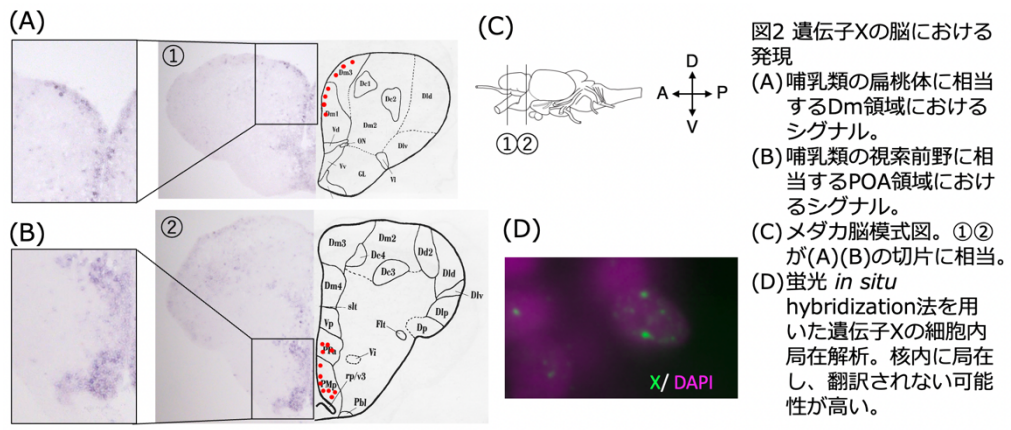 (A)
①
Dm3
Dc1
Dc2
Dld
Dm1
Dm2
Vd
ON
Dlv
Vc
GL
Vl
(B)
②
Dm3
Dm2
Dc4
Dd2
Dc3
Dld
Dm4
Dlv
slt
Dlp
Vp
Flt
Dp
Vi
PMp
rp/v3
Pbl
(C)
D
A
P
V
①②
(D)
X/ DAPI
図2 遺伝子Xの脳における
発現
(A)哺乳類の扁桃体に相当
するDm領域における
シグナル。
(B)哺乳類の視索前野に相
当するPOA領域におけ
るシグナル。
(C)メダカ脳模式図。①②
が(A)(B)の切片に相当。
(D)蛍光 in situ
hybridization法を用
いた遺伝子Xの細胞内
局在解析。核内に局在
し、翻訳されない可能
性が高い。